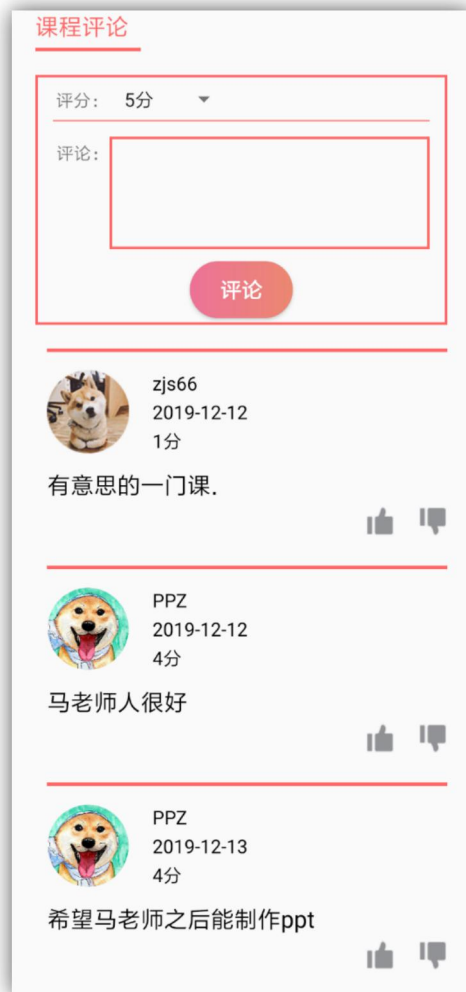 课程评论
评分： 5分
评论：
评论
zjs66
2019-12-12
1分
有意思的一门课.
PPZ
2019-12-12
4分
马老师人很好
PPZ
2019-12-13
4分
希望马老师之后能制作ppt